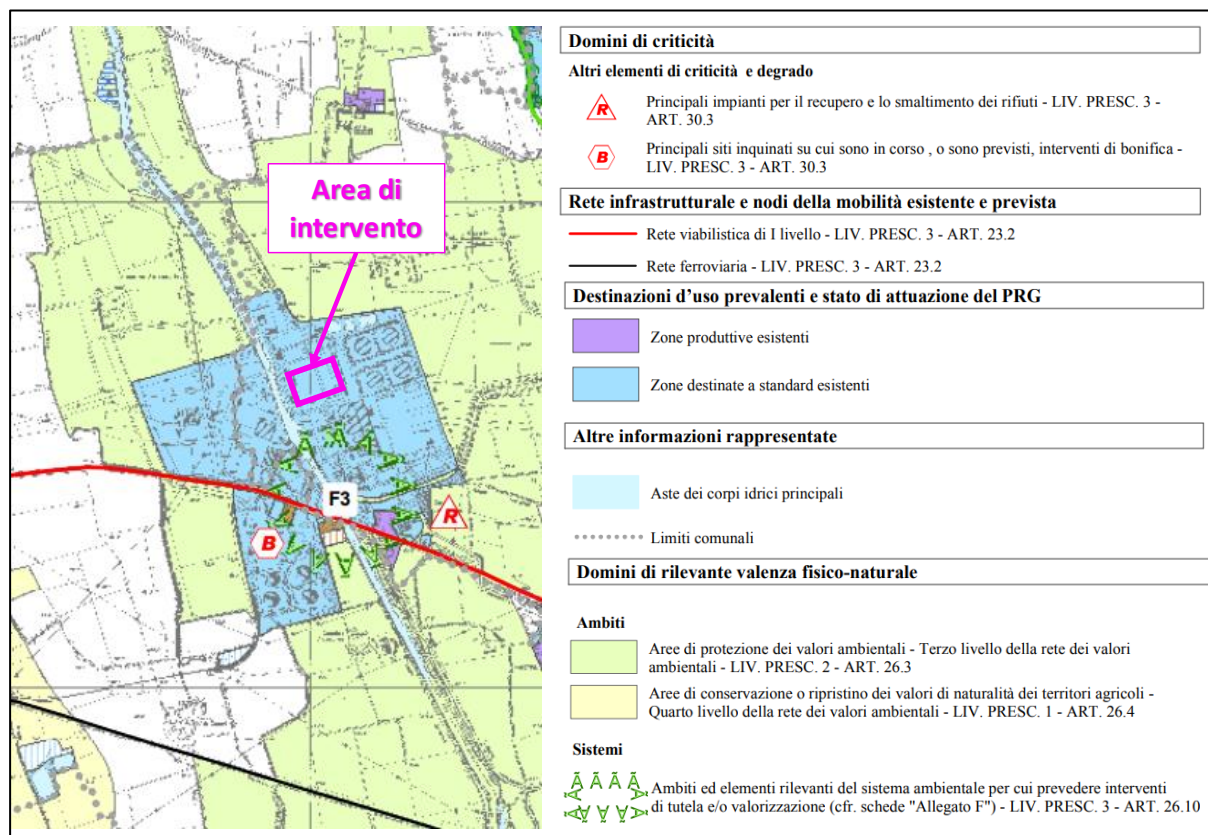 Area di
intervento
F3
R
B
Domini di criticità
Altri elementi di criticità e degrado
R
Principali impianti per il recupero e lo smaltimento dei rifiuti - LIV. PRESC. 3 -
ART. 30.3
B
Principali siti inquinati su cui sono in corso , o sono previsti, interventi di bonifica -
LIV. PRESC. 3 - ART. 30.3
Rete infrastrutturale e nodi della mobilità esistente e prevista
Rete viabilistica di I livello - LIV. PRESC. 3 - ART. 23.2
Rete ferroviaria - LIV. PRESC. 3 - ART. 23.2
Destinazioni d'uso prevalenti e stato di attuazione del PRG
Zone produttive esistenti
Zone destinate a standard esistenti
Altre informazioni rappresentate
Aste dei corpi idrici principali
Limiti comunali
Domini di rilevante valenza fisico-naturale
Ambiti
Aree di protezione dei valori ambientali - Terzo livello della rete dei valori
ambientali - LIV. PRESC. 2 - ART. 26.3
Aree di conservazione o ripristino dei valori di naturalità dei territori agricoli -
Quarto livello della rete dei valori ambientali - LIV. PRESC. 1 - ART. 26.4
Sistemi
Ambiti ed elementi rilevanti del sistema ambientale per cui prevedere interventi
di tutela e/o valorizzazione (cfr. schede "Allegato F") - LIV. PRESC. 3 - ART. 26.10